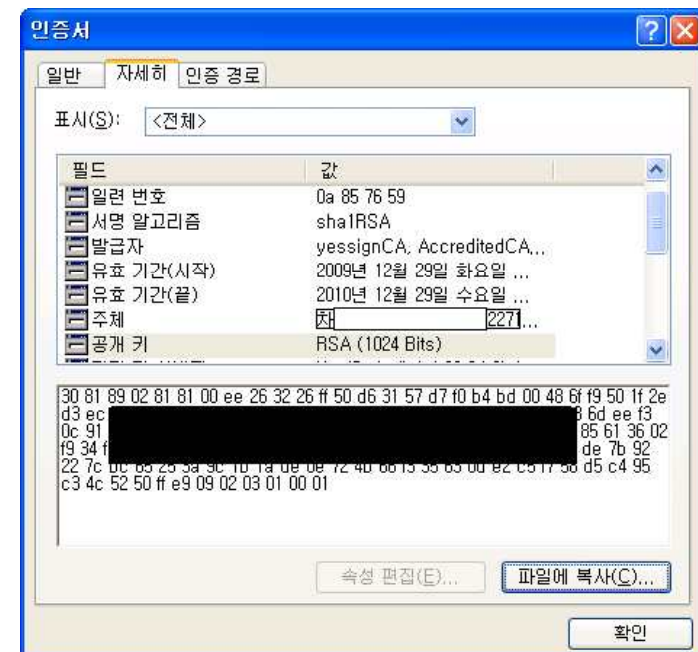 인증서
일반 자세히 인증 경로
표시(S): <전체>
필드 값
일련 번호 0a 85 76 59
서명 알고리즘 sha1RSA
발급자 yessignCA, AccreditedCA,...
유효 기간(시작) 2009년 12월 29일 화요일 ...
유효 기간(끝) 2010년 12월 29일 수요일 ...
주체 차 2271...
공개 키 RSA (1024 Bits)
30 81 89 02 81 81 00 ee 26 32 26 ff 50 d6 31 57 d7 f0 b4 bd 00 48 6f f9 50 1f 2e
d3 ec 6d ee f3
0c 91 85 61 36 02
f9 34 de 7b 92
22 7c d5 c4 95
c3 4c 52 50 ff e9 09 02 03 01 00 01
속성 편집(E)... 파일에 복사(C)...
확인